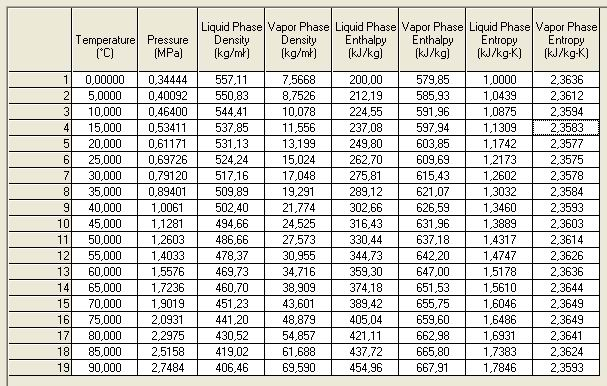 Temperature (°C) Pressure (MPa) Liquid Phase Density (kg/mł) Vapor Phase Density (kg/mł) Liquid Phase Enthalpy (kJ/kg) Vapor Phase Enthalpy (kJ/kg) Liquid Phase Entropy (kJ/kg-K) Vapor Phase Entropy (kJ/kg-K)
1 0,00000 0,34444 557,11 7,5668 200,00 579,85 1,0000 2,3636
2 5,0000 0,40092 550,83 8,7526 212,19 585,93 1,0439 2,3612
3 10,000 0,46400 544,41 10,078 224,55 591,96 1,0875 2,3594
4 15,000 0,53411 537,85 11,556 237,08 597,94 1,1309 2,3583
5 20,000 0,61171 531,13 13,199 249,80 603,85 1,1742 2,3577
6 25,000 0,69726 524,24 15,024 262,70 609,69 1,2173 2,3575
7 30,000 0,79120 517,16 17,048 275,81 615,43 1,2602 2,3578
8 35,000 0,89401 509,89 19,291 289,12 621,07 1,3032 2,3584
9 40,000 1,0061 502,40 21,774 302,66 626,59 1,3460 2,3593
10 45,000 1,1281 494,66 24,525 316,43 631,96 1,3889 2,3603
11 50,000 1,2603 486,66 27,573 330,44 637,18 1,4317 2,3614
12 55,000 1,4033 478,37 30,955 344,73 642,20 1,4747 2,3626
13 60,000 1,5576 469,73 34,716 359,30 647,00 1,5178 2,3636
14 65,000 1,7236 460,70 38,909 374,18 651,53 1,5610 2,3644
15 70,000 1,9019 451,23 43,601 389,42 655,75 1,6046 2,3649
16 75,000 2,0931 441,20 48,879 405,04 659,60 1,6486 2,3649
17 80,000 2,2975 430,52 54,857 421,11 662,98 1,6931 2,3641
18 85,000 2,5158 419,02 61,688 437,72 665,80 1,7383 2,3624
19 90,000 2,7484 406,46 69,590 454,96 667,91 1,7846 2,3593